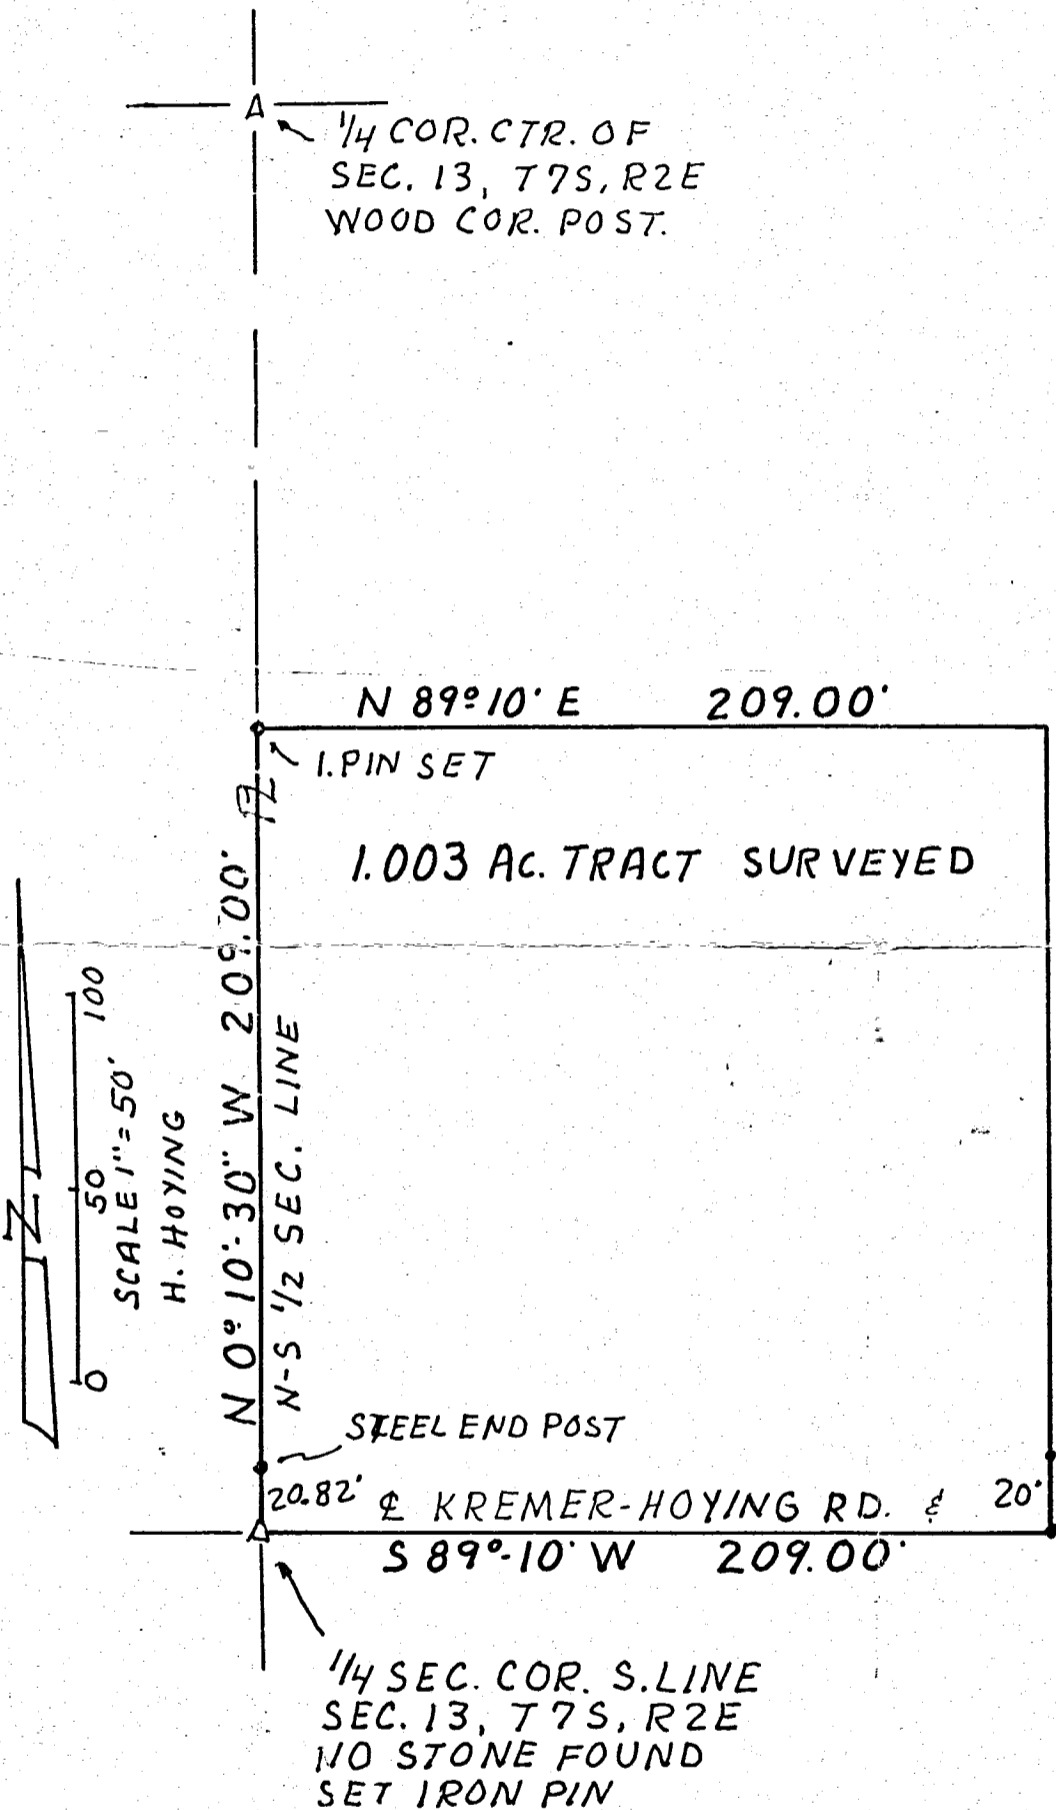 1/4 COR. CTR. OF
SEC. 13, T7S, R2E
WOOD COR. POST.
N 89° 10' E 209.00'
I. PIN SET
1.003 AC. TRACT SURVEYED
N 0° 10'-30" W 209.00' PL
N-S 1/2 SEC. LINE
N
0 50 100
SCALE 1"=50'
H. HOYING
STEEL END POST
20.82' ℄ KREMER-HOYING RD. & 20'
S 89°-10' W 209.00'
1/4 SEC. COR. S. LINE
SEC. 13, T7S, R2E
NO STONE FOUND
SET IRON PIN